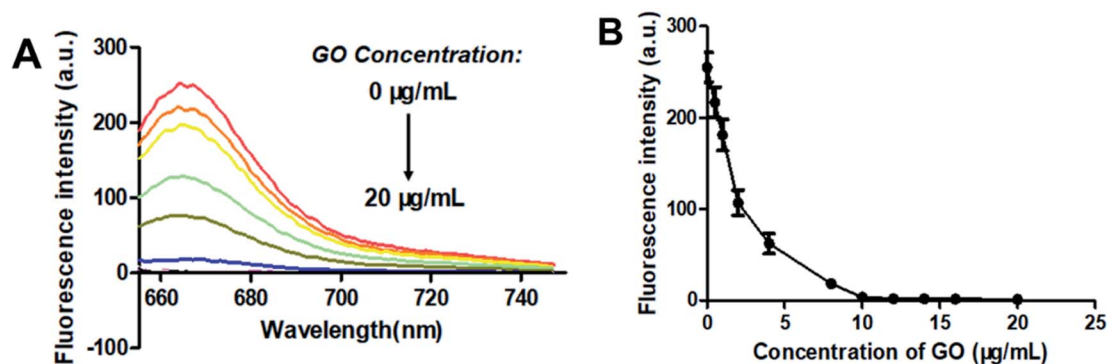 A
Fluorescence intensity (a.u.)
300
200
100
0
-100
GO Concentration:
0 µg/mL
20 µg/mL
660 680 700 720 740
Wavelength(nm)
B
Fluorescence intensity (a.u.)
300
200
100
0
0 5 10 15 20 25
Concentration of GO (µg/mL)